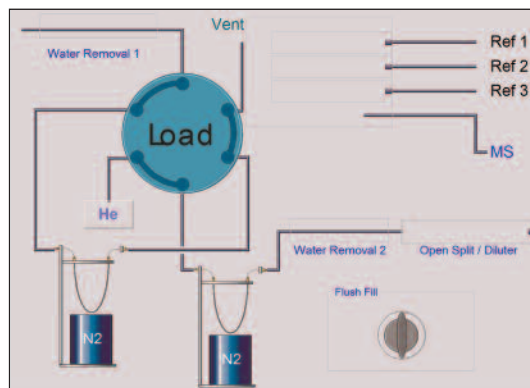 Vent
Water Removal 1
Ref 1
Ref 2
Ref 3
Load
MS
He
Water Removal 2
Open Split / Diluter
Flush Fill
N2
N2